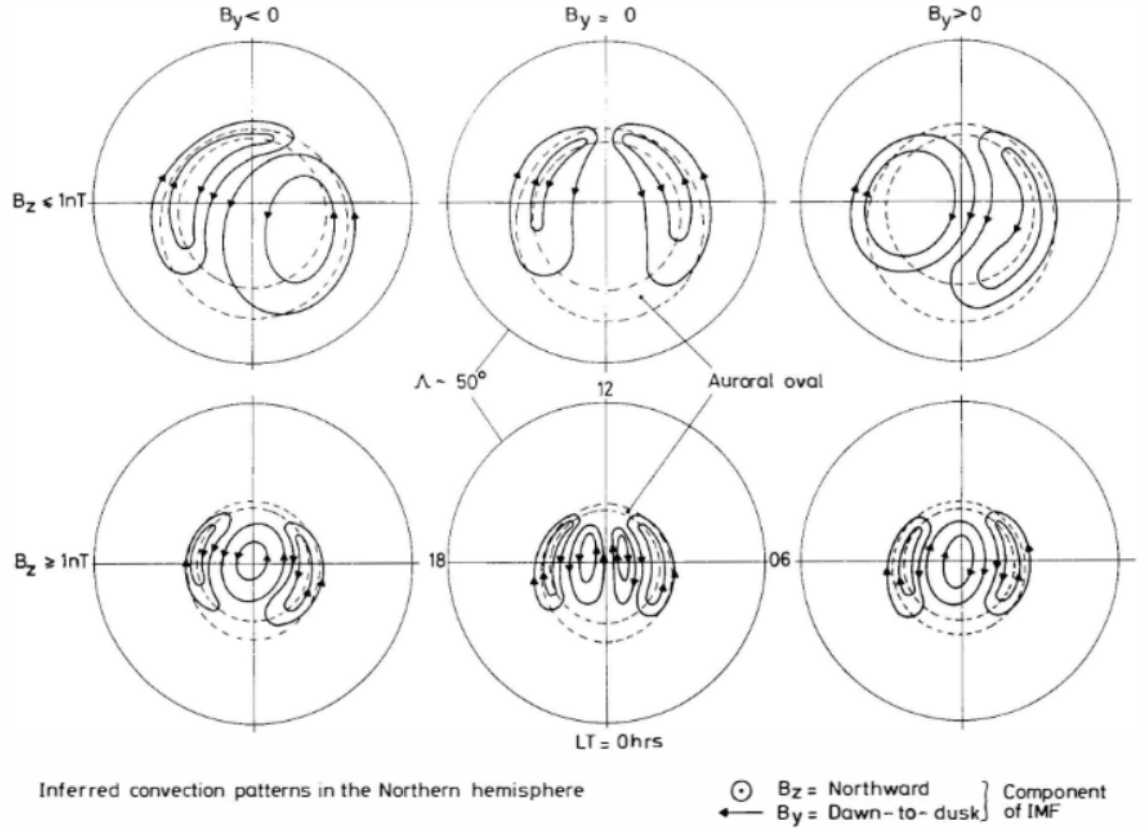 By < 0
By ≃ 0
By > 0
Bz ⩽ 1nT
Λ ~ 50°
Auroral oval
12
Bz ⩾ 1nT
18
06
LT = 0hrs
Inferred convection patterns in the Northern hemisphere
⊙ Bz = Northward
← By = Dawn-to-dusk
} Component of IMF